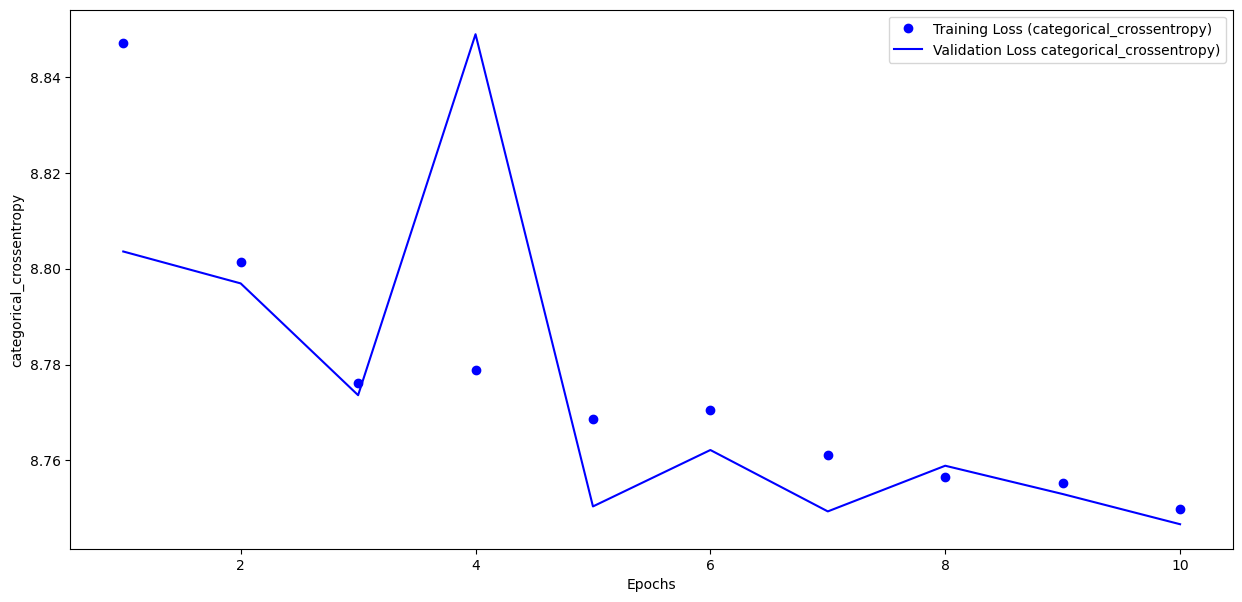 Training Loss (categorical_crossentropy)
Validation Loss categorical_crossentropy)
categorical_crossentropy
8.84
8.82
8.80
8.78
8.76
2
4
6
8
10
Epochs